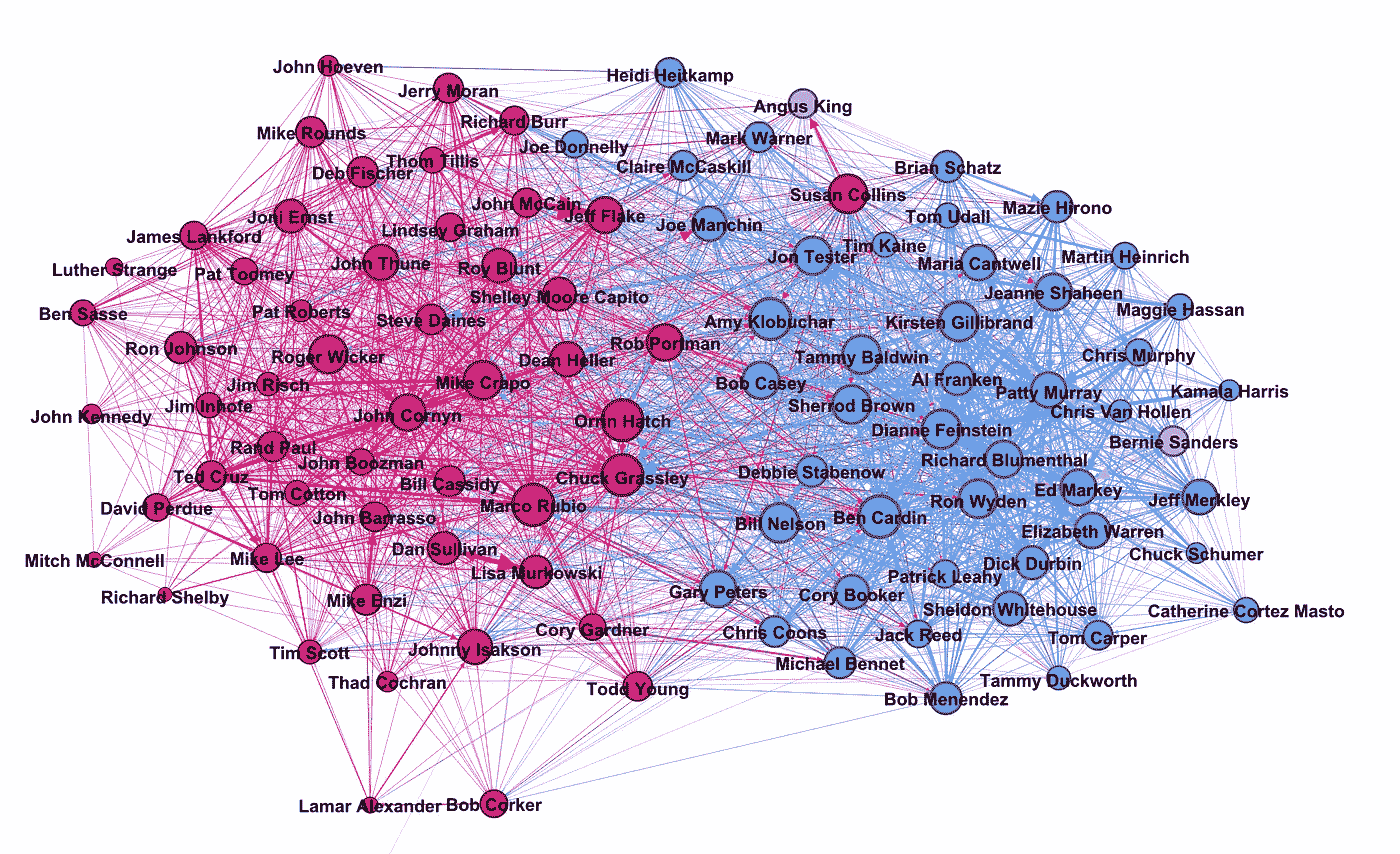 John Hoeven
Heidi Heitkamp
Jerry Moran
Angus King
Richard Burr
Mike Rounds
Mark Warner
Joe Donnelly
Thom Tillis
Claire McCaskill
Brian Schatz
Deb Fischer
Susan Collins
John McCain
Jeff Flake
Mazie Hirono
Joni Ernst
Tom Udall
Joe Manchin
Lindsey Graham
James Lankford
Tim Kaine
Jon Tester
Martin Heinrich
John Thune
Maria Cantwell
Roy Blunt
Luther Strange
Pat Toomey
Jeanne Shaheen
Shelley Moore Capito
Maggie Hassan
Pat Roberts
Ben Sasse
Steve Daines
Amy Klobuchar
Kirsten Gillibrand
Rob Portman
Ron Johnson
Chris Murphy
Roger Wicker
Tammy Baldwin
Dean Heller
Al Franken
Mike Crapo
Bob Casey
Jim Risch
Kamala Harris
Patty Murray
Jim Inhofe
Sherrod Brown
Chris Van Hollen
John Kennedy
John Cornyn
Orrin Hatch
Dianne Feinstein
Bernie Sanders
Rand Paul
Richard Blumenthal
John Boozman
Debbie Stabenow
Ted Cruz
Chuck Grassley
Bill Cassidy
Ed Markey
Tom Cotton
Jeff Merkley
Ron Wyden
Marco Rubio
David Perdue
John Barrasso
Ben Cardin
Bill Nelson
Elizabeth Warren
Dan Sullivan
Chuck Schumer
Mike Lee
Mitch McConnell
Dick Durbin
Lisa Murkowski
Patrick Leahy
Gary Peters
Cory Booker
Richard Shelby
Mike Enzi
Sheldon Whitehouse
Catherine Cortez Masto
Cory Gardner
Chris Coons
Jack Reed
Tom Carper
Johnny Isakson
Tim Scott
Michael Bennet
Tammy Duckworth
Thad Cochran
Todd Young
Bob Menendez
Lamar Alexander
Bob Corker